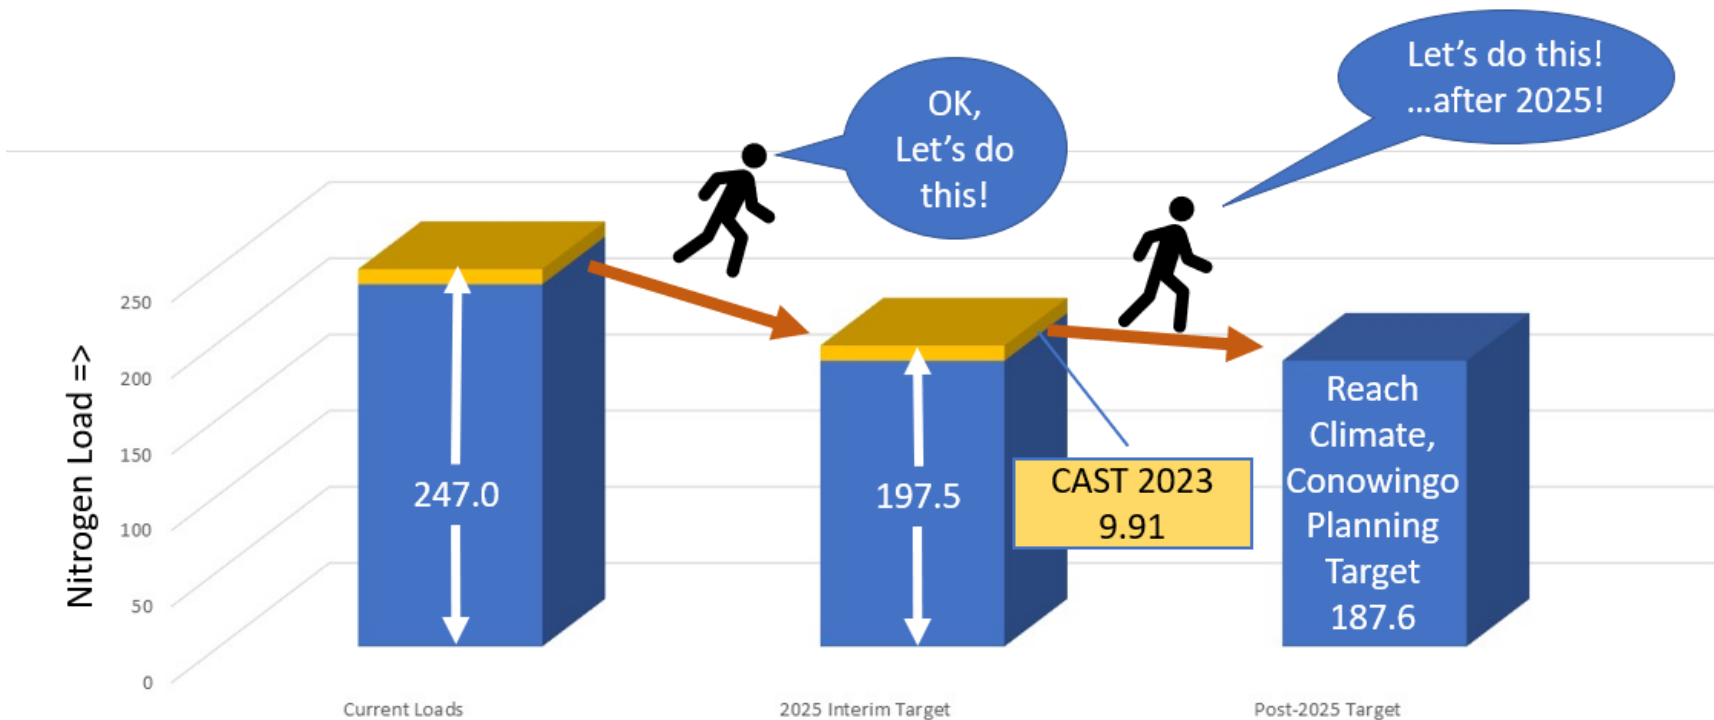 Let's do this!
...after 2025!
OK,
Let's do
this!
Nitrogen Load =>
250
200
150
100
50
0
247.0
197.5
CAST 2023
9.91
Reach
Climate,
Conowingo
Planning
Target
187.6
Current Loads
2025 Interim Target
Post-2025 Target